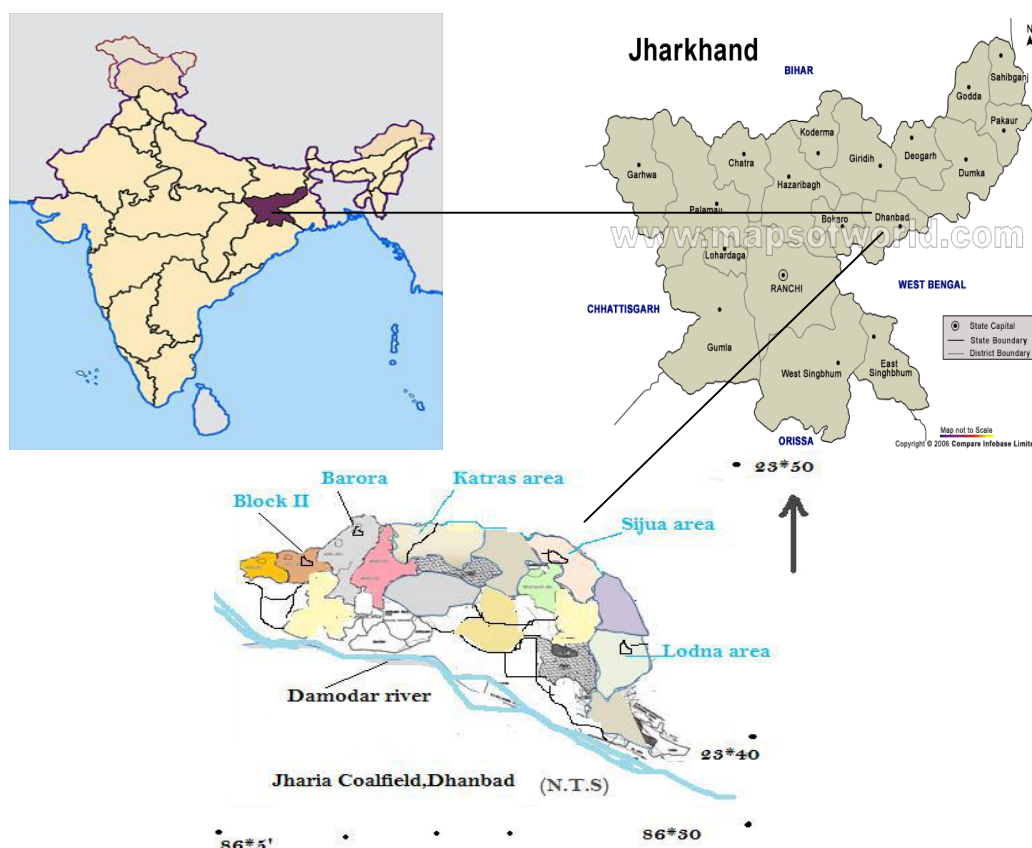 Jharkhand
N
BIHAR
Sahibganj
Godda
Pakaur
Koderma
Deogarh
Chatra
Giridih
Garhwa
Dumka
Hazaribagh
Palamau
Bokaro
Dhanbad
www.mapsofworld.com
Lohardaga
RANCHI
WEST BENGAL
CHHATTISGARH
State Capital
State Boundary
District Boundary
Gumla
West Singbhum
East
Singhbhum
Map not to Scale
ORISSA
Copyright © 2006 Compare Infobase Limite
23*50
Barora
Katras area
Block II
Sijua area
Lodna area
Damodar river
23*40
Jharia Coalfield,Dhanbad (N.T.S)
86*30
86*5'